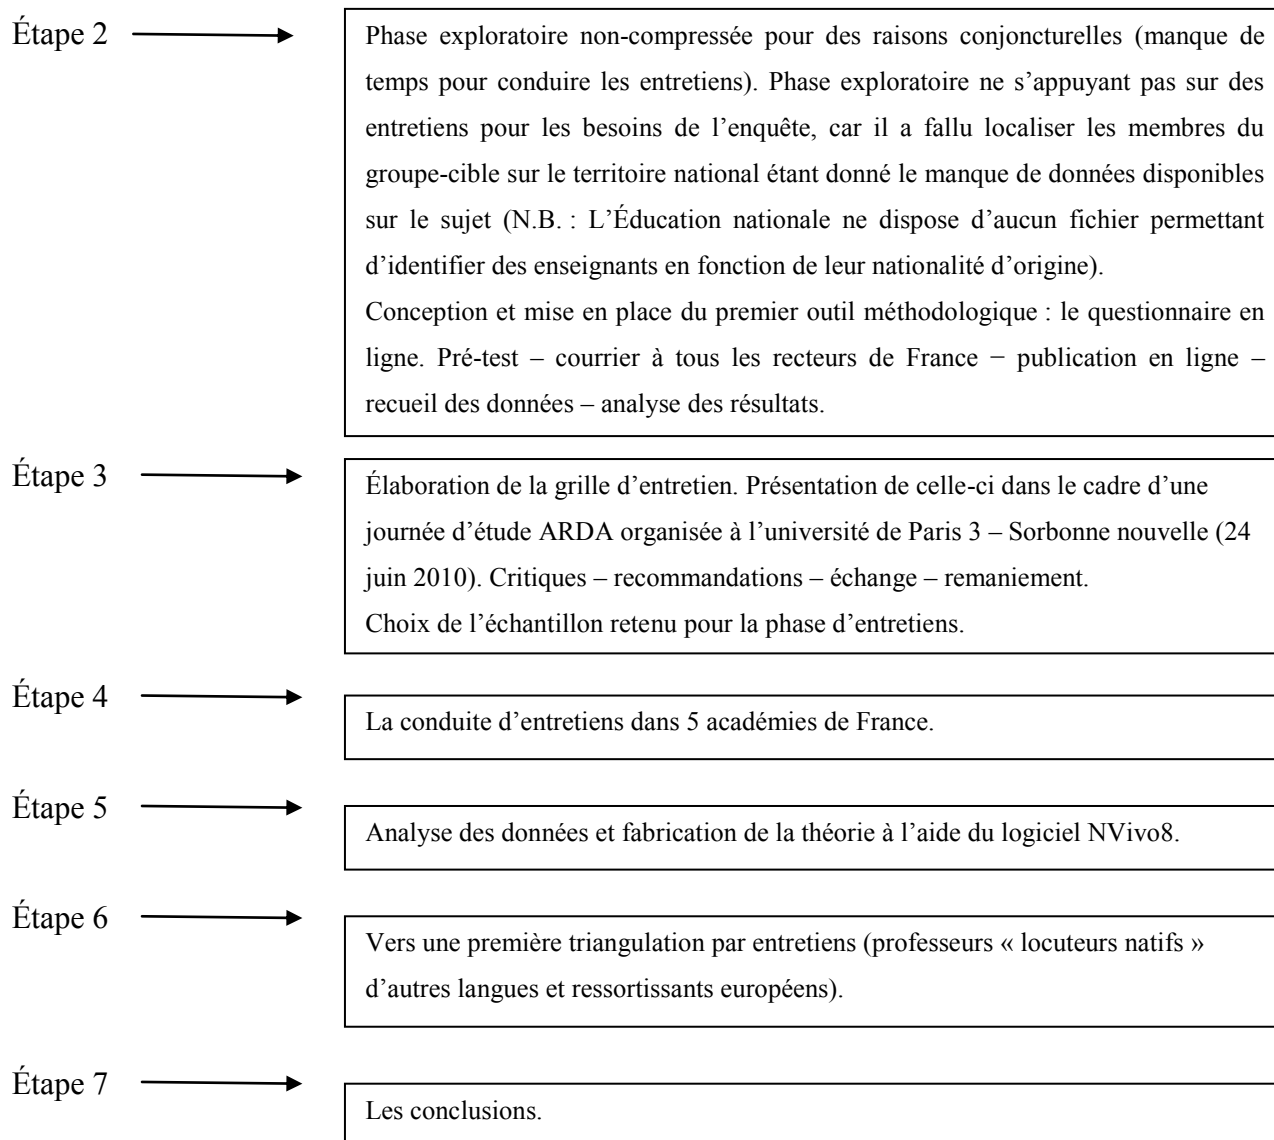 Étape 2
Phase exploratoire non-compressée pour des raisons conjoncturelles (manque de
temps pour conduire les entretiens). Phase exploratoire ne s’appuyant pas sur des
entretiens pour les besoins de l’enquête, car il a fallu localiser les membres du
groupe-cible sur le territoire national étant donné le manque de données disponibles
sur le sujet (N.B. : L’Éducation nationale ne dispose d’aucun fichier permettant
d’identifier des enseignants en fonction de leur nationalité d’origine).
Conception et mise en place du premier outil méthodologique : le questionnaire en
ligne. Pré-test – courrier à tous les recteurs de France − publication en ligne –
recueil des données – analyse des résultats.
Étape 3
Élaboration de la grille d’entretien. Présentation de celle-ci dans le cadre d’une
journée d’étude ARDA organisée à l’université de Paris 3 – Sorbonne nouvelle (24
juin 2010). Critiques – recommandations – échange – remaniement.
Choix de l’échantillon retenu pour la phase d’entretiens.
Étape 4
La conduite d’entretiens dans 5 académies de France.
Étape 5
Analyse des données et fabrication de la théorie à l’aide du logiciel NVivo8.
Étape 6
Vers une première triangulation par entretiens (professeurs « locuteurs natifs »
d’autres langues et ressortissants européens).
Étape 7
Les conclusions.